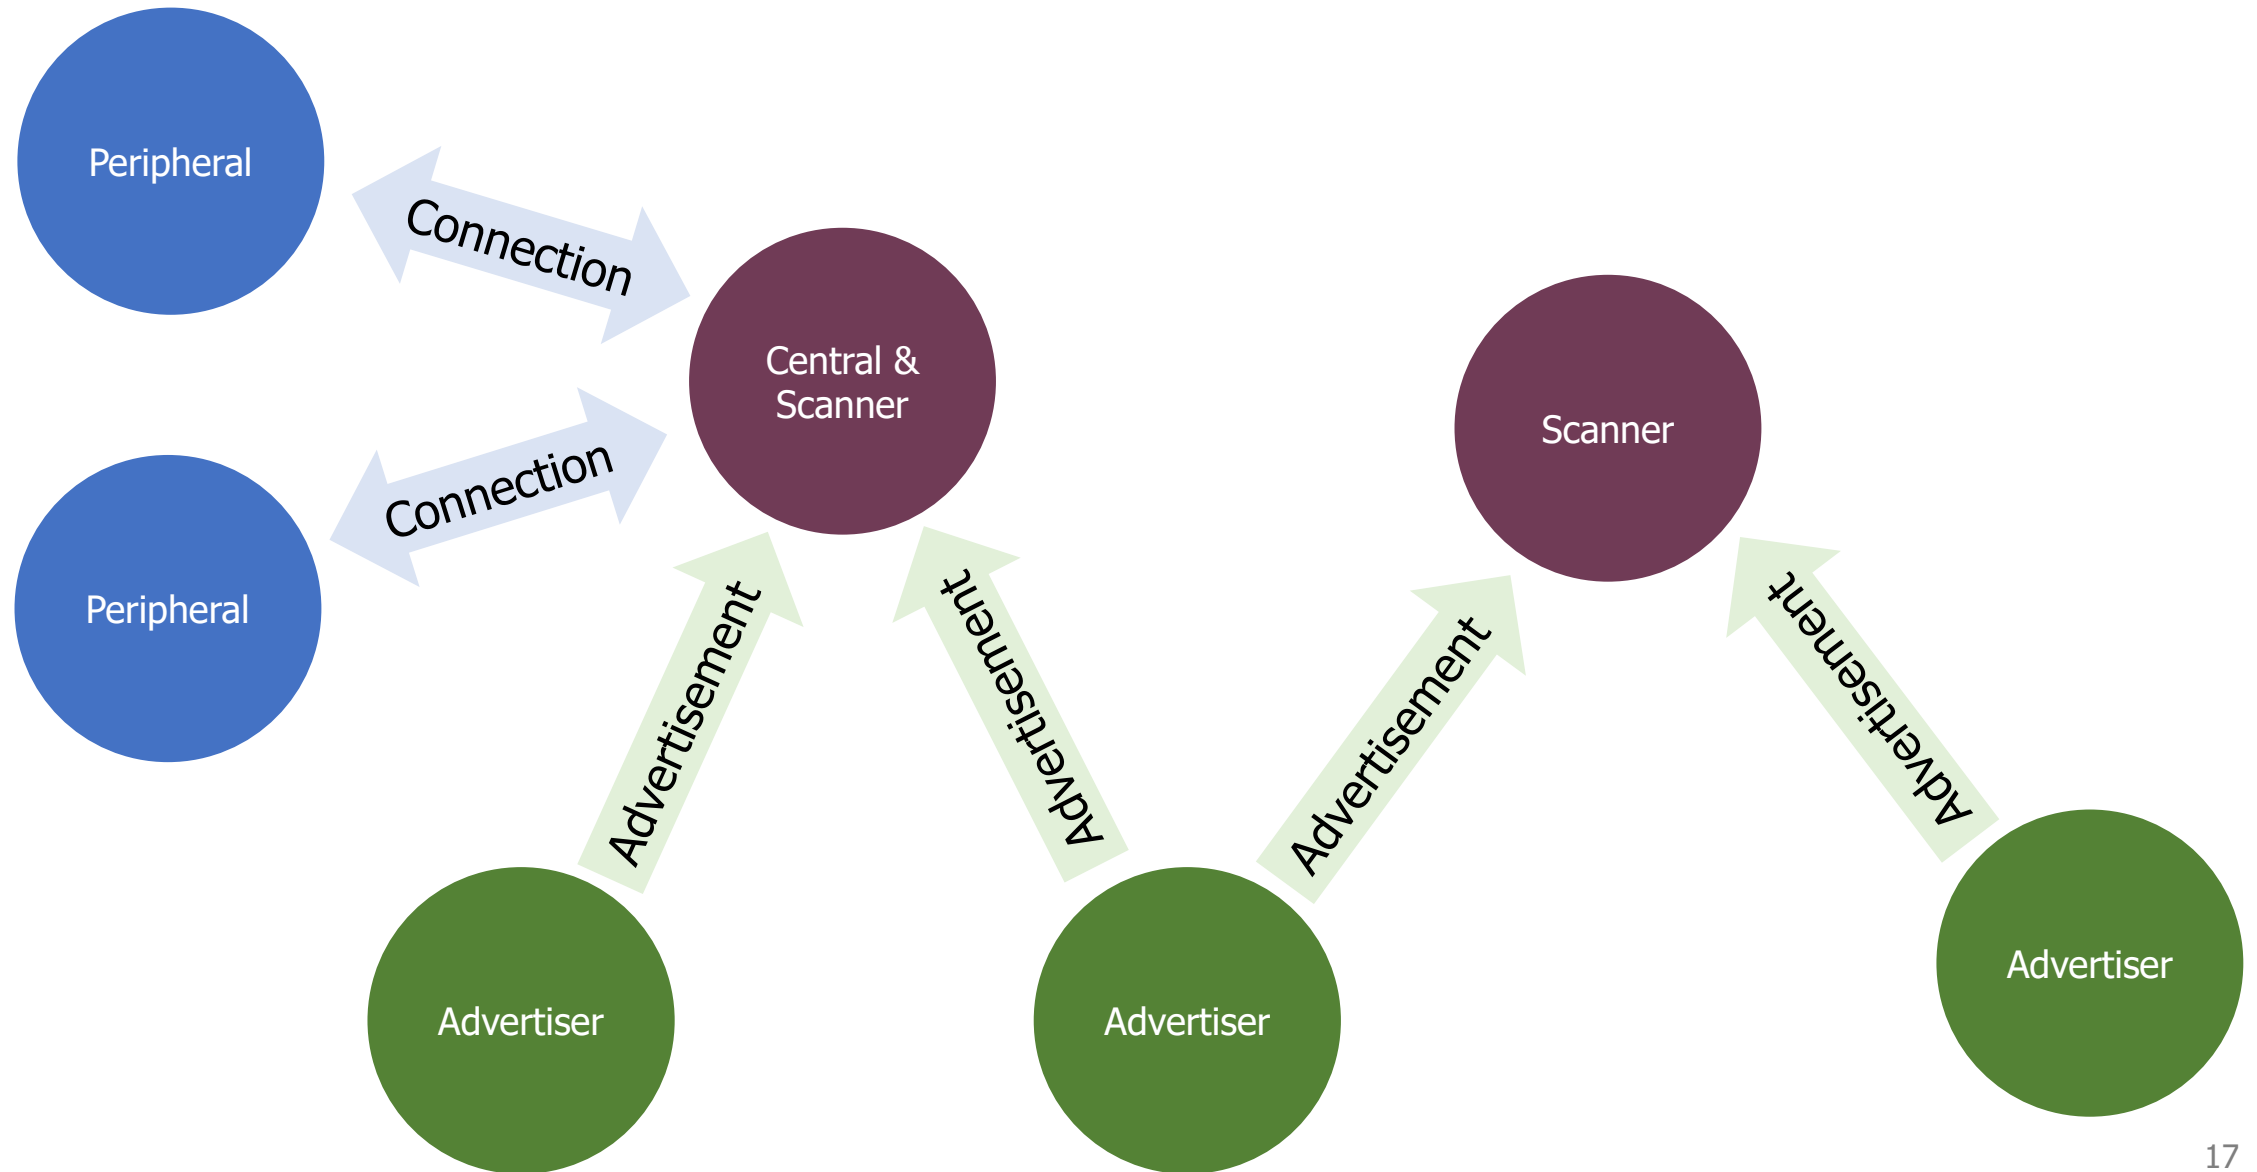 Peripheral
Connection
Central &
Scanner
Scanner
Connection
Peripheral
Advertisement
Advertisement
Advertisement
Advertisement
Advertiser
Advertiser
Advertiser
17